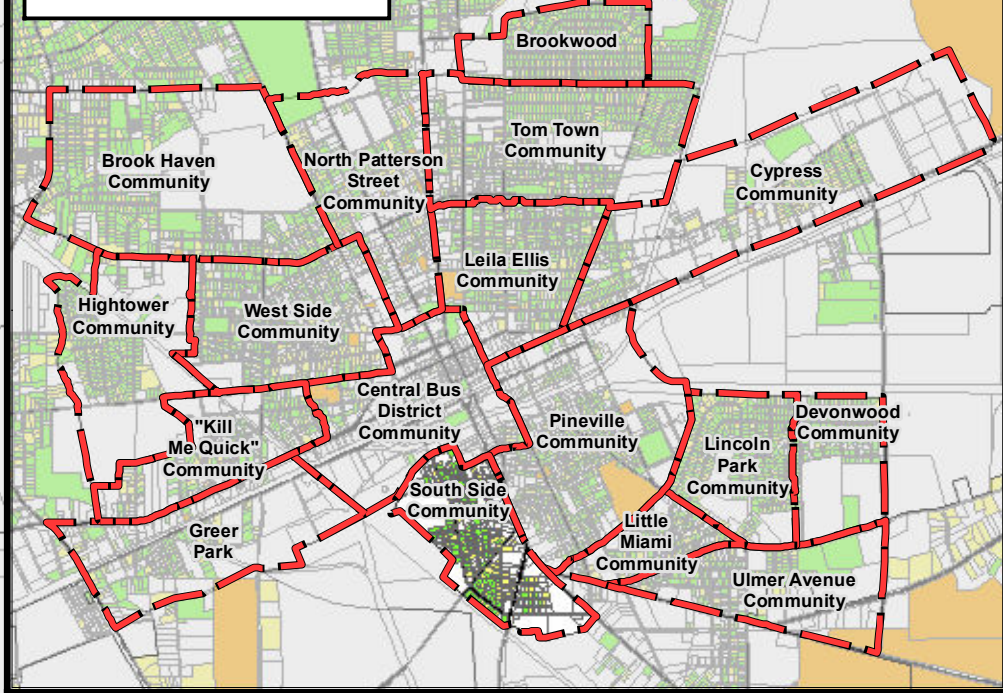 Brookwood
Tom Town
Community
Brook Haven
Community
North Patterson
Street
Community
Cypress
Community
Leila Ellis
Community
Hightower
Community
West Side
Community
Central Bus
District
Community
"Kill
Me Quick"
Community
Pineville
Community
Devonwood
Community
Lincoln
Park
Community
South Side
Community
Greer
Park
Little
Miami
Community
Ulmer Avenue
Community